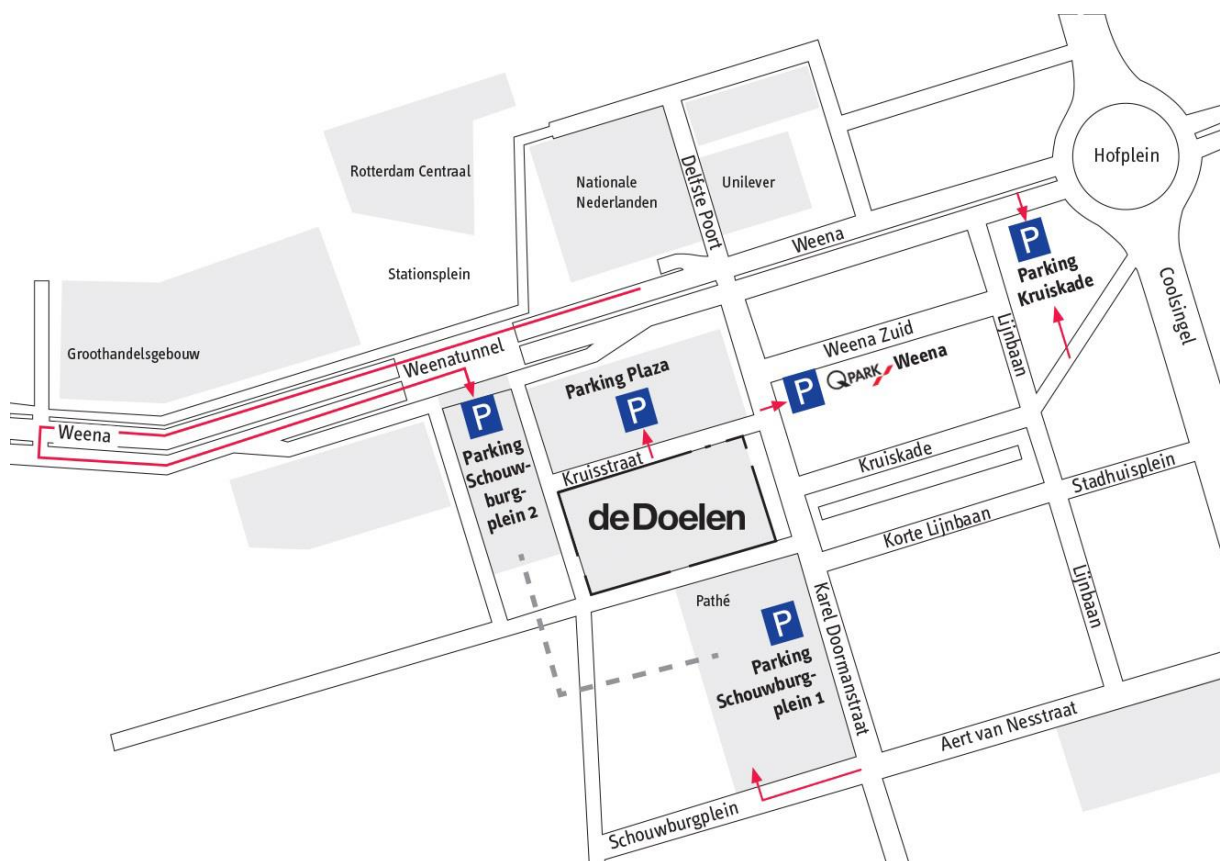 Hofplein
Rotterdam Centraal
Nationale
Nederlanden
Delfste Poort
Unilever
Weena
P
Parking
Kruiskade
Stationsplein
Coolsingel
Groothandelsgebouw
Weenatunnel
Weena Zuid
Lijnbaan
Parking Plaza
P
P
QPARK Weena
P
Weena
Parking
Schouw-
burg-
plein 2
Kruisstraat
Kruiskade
Stadhuisplein
deDoelen
Korte Lijnbaan
Pathé
P
Parking
Schouwburg-
plein 1
Karel Doormanstraat
Lijnbaan
Aert van Nesstraat
Schouwburgplein